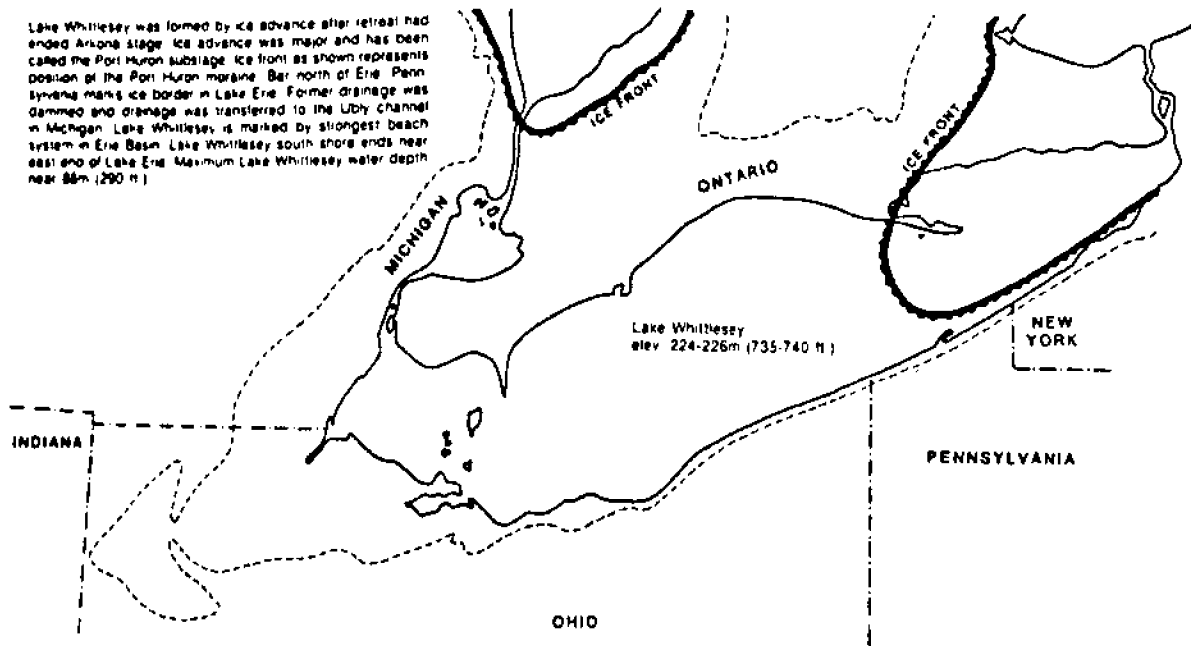 Lake Whittlesey was formed by ice advance after retreat had
ended Arkona stage. Ice advance was major and has been
called the Port Huron substage. Ice front as shown represents
position of the Port Huron moraine. Bar north of Erie, Penn-
sylvania marks ice border in Lake Erie. Former drainage was
dammed and drainage was transferred to the Ubly channel
in Michigan. Lake Whittlesey is marked by strongest beach
system in Erie Basin. Lake Whittlesey south shore ends near
east end of Lake Erie. Maximum Lake Whittlesey water depth
near 88m (290 ft.)
ICE FRONT
ICE FRONT
ONTARIO
MICHIGAN
Lake Whittlesey
elev. 224-226m (735-740 ft.)
NEW
YORK
INDIANA
PENNSYLVANIA
OHIO